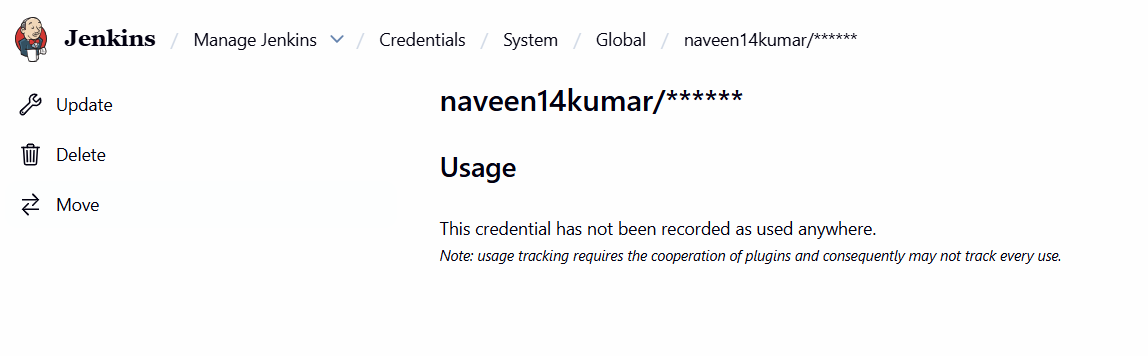 Jenkins / Manage Jenkins / Credentials / System / Global / naveen14kumar/******
Update
Delete
Move
naveen14kumar/******
Usage
This credential has not been recorded as used anywhere.
Note: usage tracking requires the cooperation of plugins and consequently may not track every use.